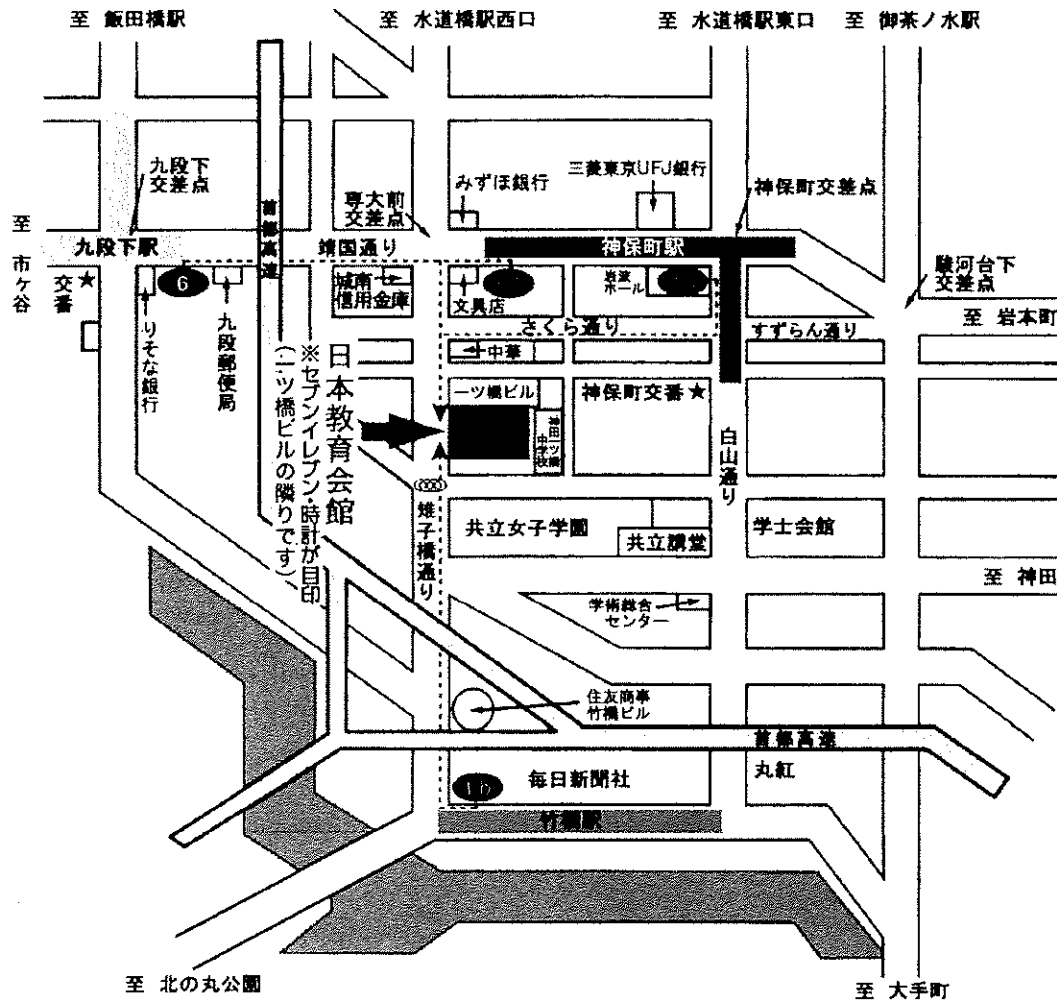 至 飯田橋駅
至 水道橋駅西口
至 水道橋駅東口
至 御茶ノ水駅
九段下
交差点
専大前
交差点
みずほ銀行
三菱東京UFJ銀行
神保町交差点
至 市ヶ谷
九段下駅
首都高速
靖国通り
神保町駅
駿河台下
交差点
交番★
6
城南
信用金庫
文具店
岩波
ホール
至 岩本町
さくら通り
すずらん通り
りそな銀行
九段郵便局
中華
日本教育会館
※セブンイレブン・時計が目印
(一ツ橋ビルの隣りです)
一ツ橋ビル
神保町交番★
神田一ツ橋
中学校
白山通り
雉子橋通り
共立女子学園
共立講堂
学士会館
至 神田
学術総合
センター
住友商事
竹橋ビル
首都高速
丸紅
毎日新聞社
竹橋駅
至 北の丸公園
至 大手町